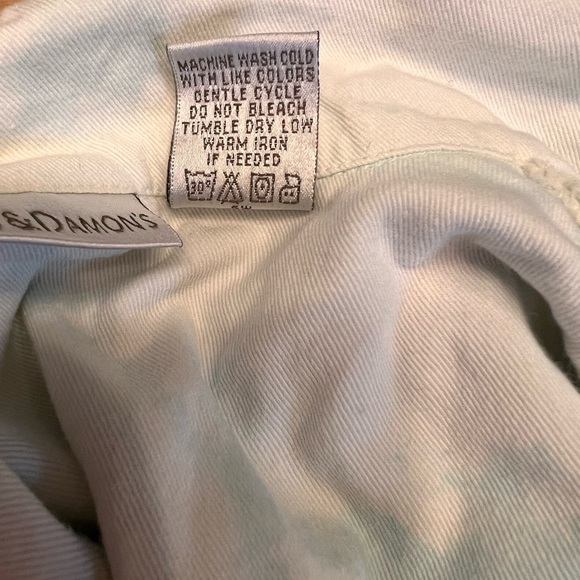 MACHINE WASH COLD
WITH LIKE COLORS
GENTLE CYCLE
DO NOT BLEACH
TUMBLE DRY LOW
WARM IRON
IF NEEDED
30°
&DAMON'S